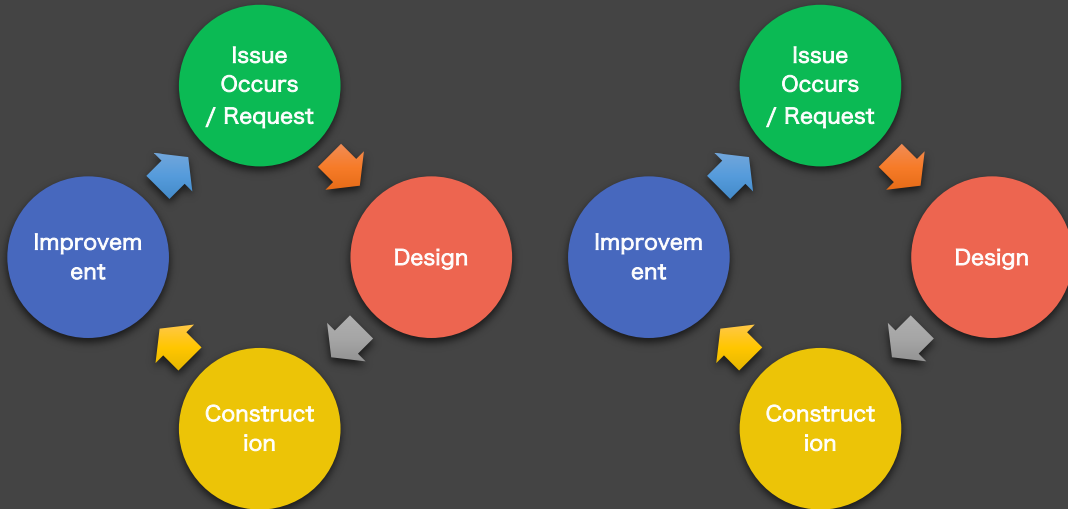 Issue
Occurs
/ Request
Improvem
ent
Design
Construct
ion
Issue
Occurs
/ Request
Improvem
ent
Design
Construct
ion